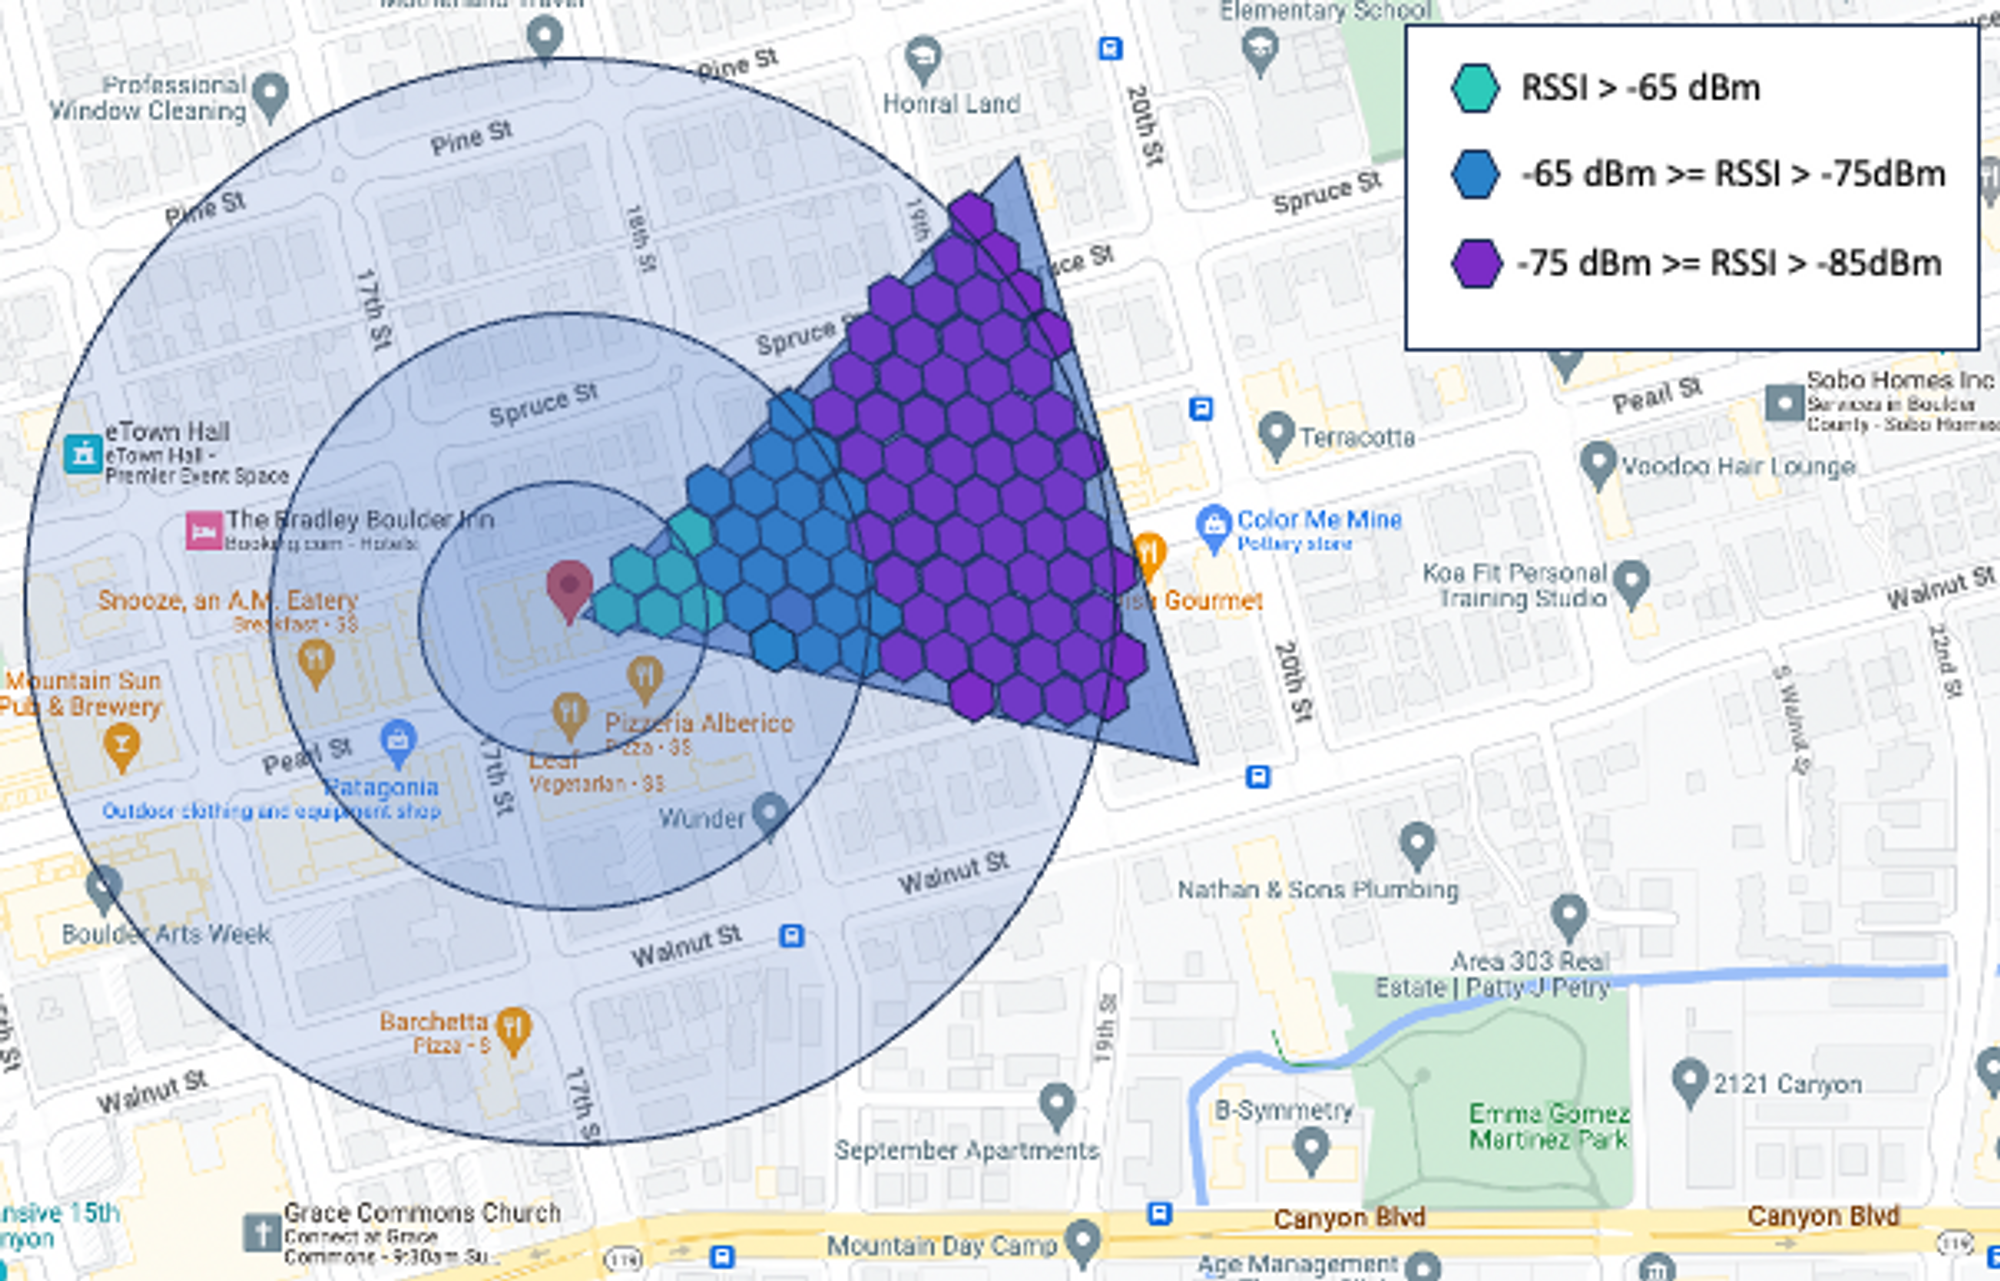 Motherland Travel
Elementary School
Professional
Window Cleaning
Pine St
Honral Land
20th St
RSSI > -65 dBm
-65 dBm >= RSSI > -75dBm
-75 dBm >= RSSI > -85dBm
Pine St
Pine St
18th St
19th
Spruce St
17th St
uce St
Spruce
Spruce St
Pearl St
Sobo Homes Inc
Services in Boulder
County - Sobo Homes
eTown Hall
eTown Hall -
Premier Event Space
Terracotta
Voodoo Hair Lounge
The Bradley Boulder Inn
Booking.com - Hotels
Color Me Mine
Pottery store
Koa Fit Personal
Training Studio
Walnut St
Snooze, an A.M. Eatery
Breakfast - $$
Gourmet
22nd St
20th St
S Walnut St
Mountain Sun
Pub & Brewery
Pizzeria Alberico
Pizza - $$
Pearl St
17th St
Leaf
Vegetarian - $$
Patagonia
Outdoor clothing and equipment shop
Wunder
Walnut St
Nathan & Sons Plumbing
Boulder Arts Week
Walnut St
Area 303 Real
Estate | Patty J Petry
Barchetta
Pizza - $
19th St
17th S
Walnut St
2121 Canyon
B-Symmetry
Emma Gomez
Martinez Park
September Apartments
nsive 15th
nyon
Grace Commons Church
Connect at Grace
Commons - 9:30am Su...
Canyon Blvd
Canyon Blvd
119
Mountain Day Camp
119
Age Management